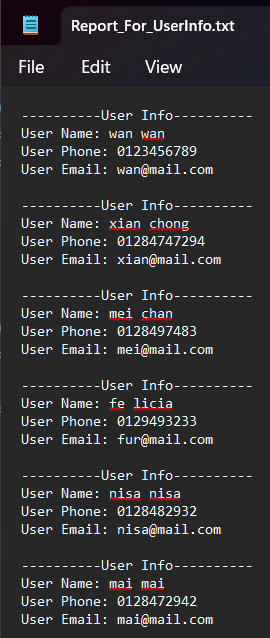 Report_For_UserInfo.txt
File Edit View
----------User Info----------
User Name: wan wan
User Phone: 0123456789
User Email: wan@mail.com
----------User Info----------
User Name: xian chong
User Phone: 01284747294
User Email: xian@mail.com
----------User Info----------
User Name: mei chan
User Phone: 0128497483
User Email: mei@mail.com
----------User Info----------
User Name: fe licia
User Phone: 0129493233
User Email: fur@mail.com
----------User Info----------
User Name: nisa nisa
User Phone: 0128482932
User Email: nisa@mail.com
----------User Info----------
User Name: mai mai
User Phone: 0128472942
User Email: mai@mail.com